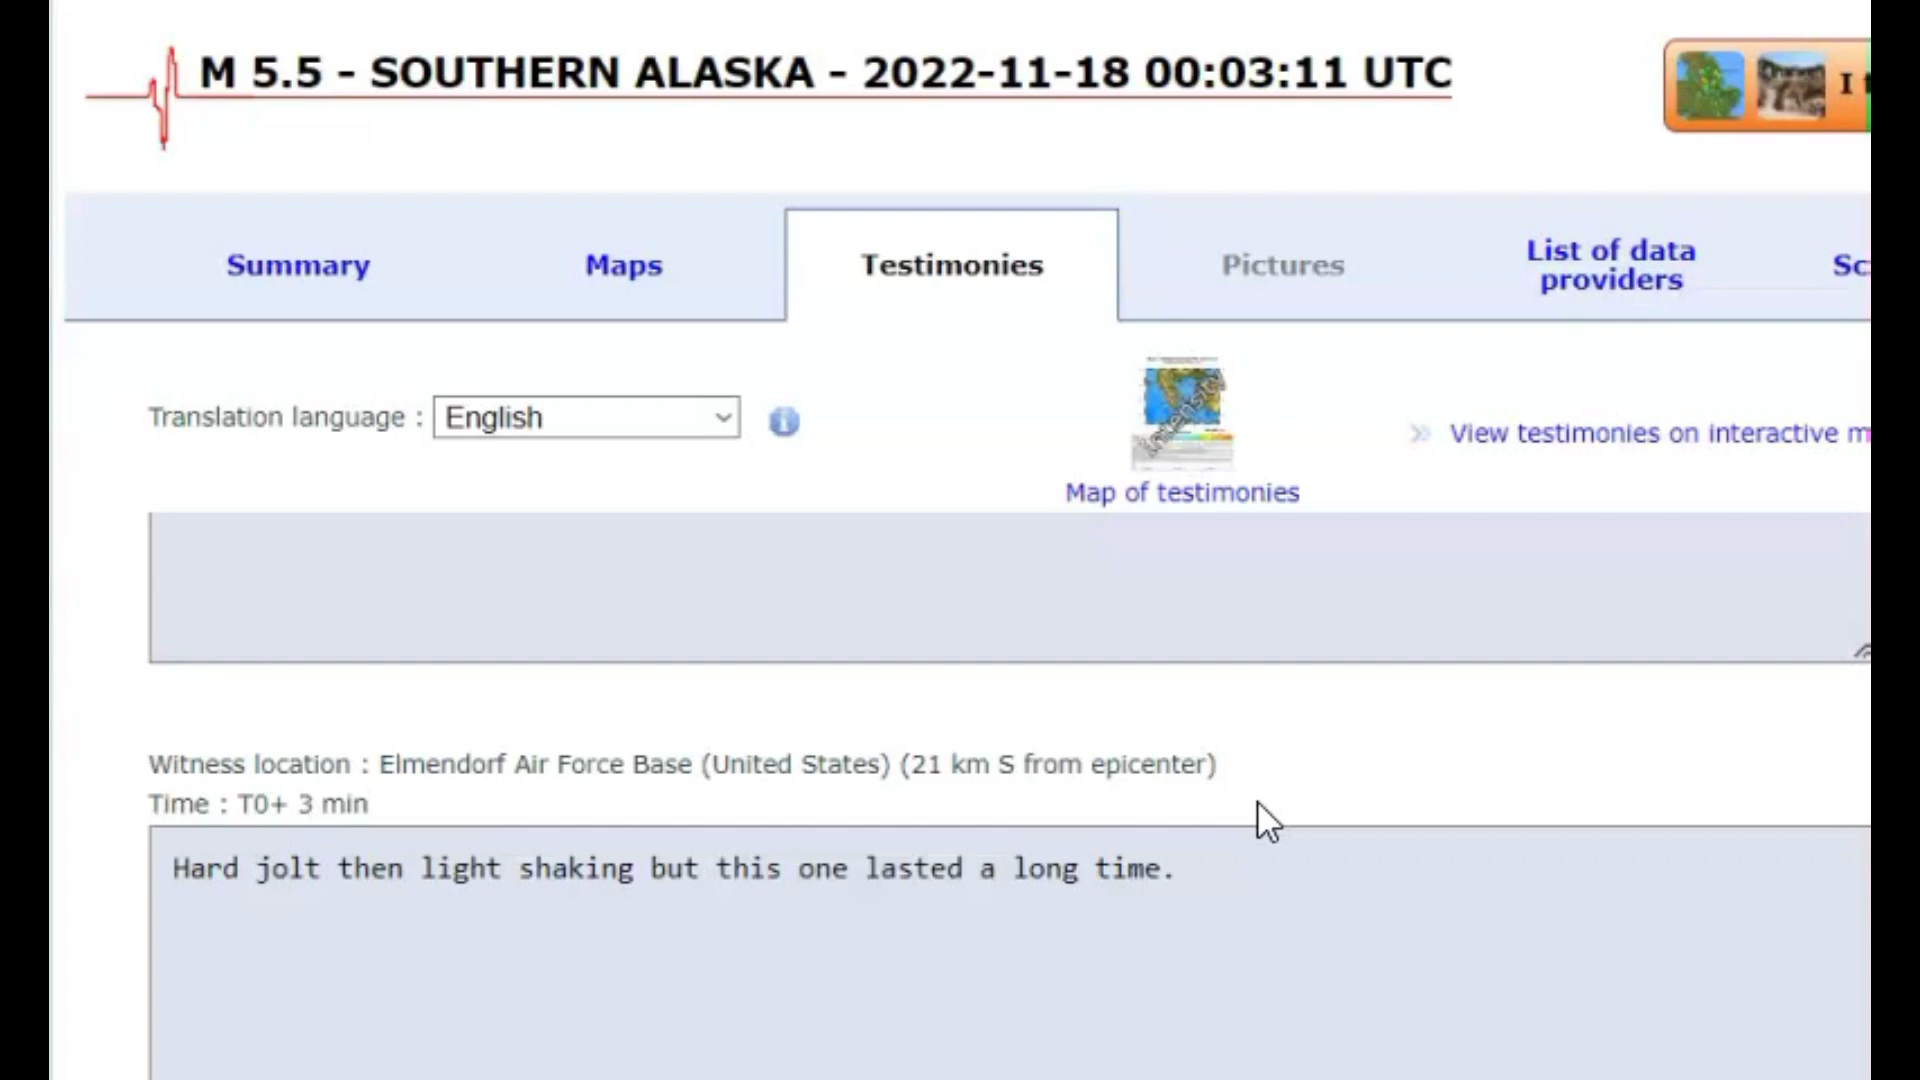 M 5.5 - SOUTHERN ALASKA - 2022-11-18 00:03:11 UTC
I
Summary
Maps
Testimonies
Pictures
List of data
providers
Sc
Translation language :
English
Intensity
Map of testimonies
View testimonies on interactive m
Witness location : Elmendorf Air Force Base (United States) (21 km S from epicenter)
Time : T0+ 3 min
Hard jolt then light shaking but this one lasted a long time.